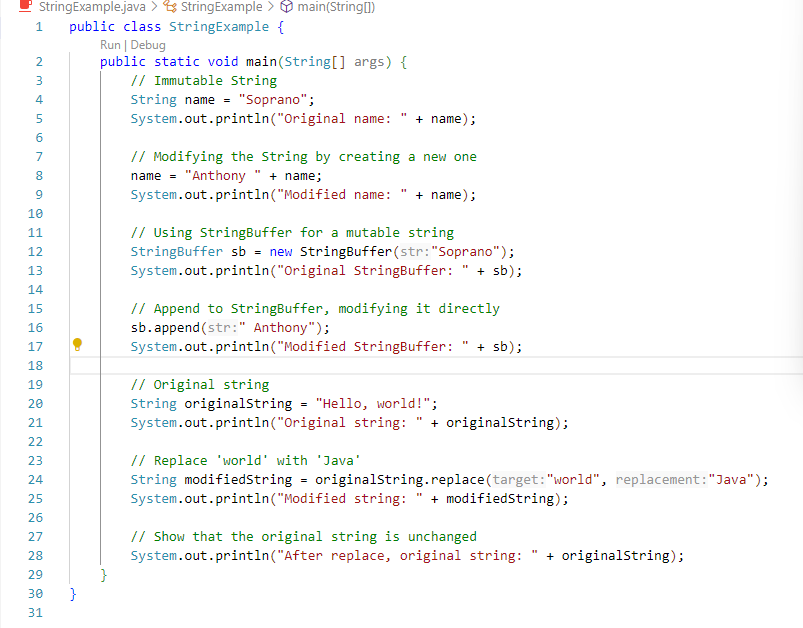 StringExample.java > StringExample > main(String[])
1 public class StringExample {
Run | Debug
2 public static void main(String[] args) {
3 // Immutable String
4 String name = "Soprano";
5 System.out.println("Original name: " + name);
6
7 // Modifying the String by creating a new one
8 name = "Anthony " + name;
9 System.out.println("Modified name: " + name);
10
11 // Using StringBuffer for a mutable string
12 StringBuffer sb = new StringBuffer(str:"Soprano");
13 System.out.println("Original StringBuffer: " + sb);
14
15 // Append to StringBuffer, modifying it directly
16 sb.append(str:" Anthony");
17 System.out.println("Modified StringBuffer: " + sb);
18
19 // Original string
20 String originalString = "Hello, world!";
21 System.out.println("Original string: " + originalString);
22
23 // Replace 'world' with 'Java'
24 String modifiedString = originalString.replace(target:"world", replacement:"Java");
25 System.out.println("Modified string: " + modifiedString);
26
27 // Show that the original string is unchanged
28 System.out.println("After replace, original string: " + originalString);
29 }
30 }
31